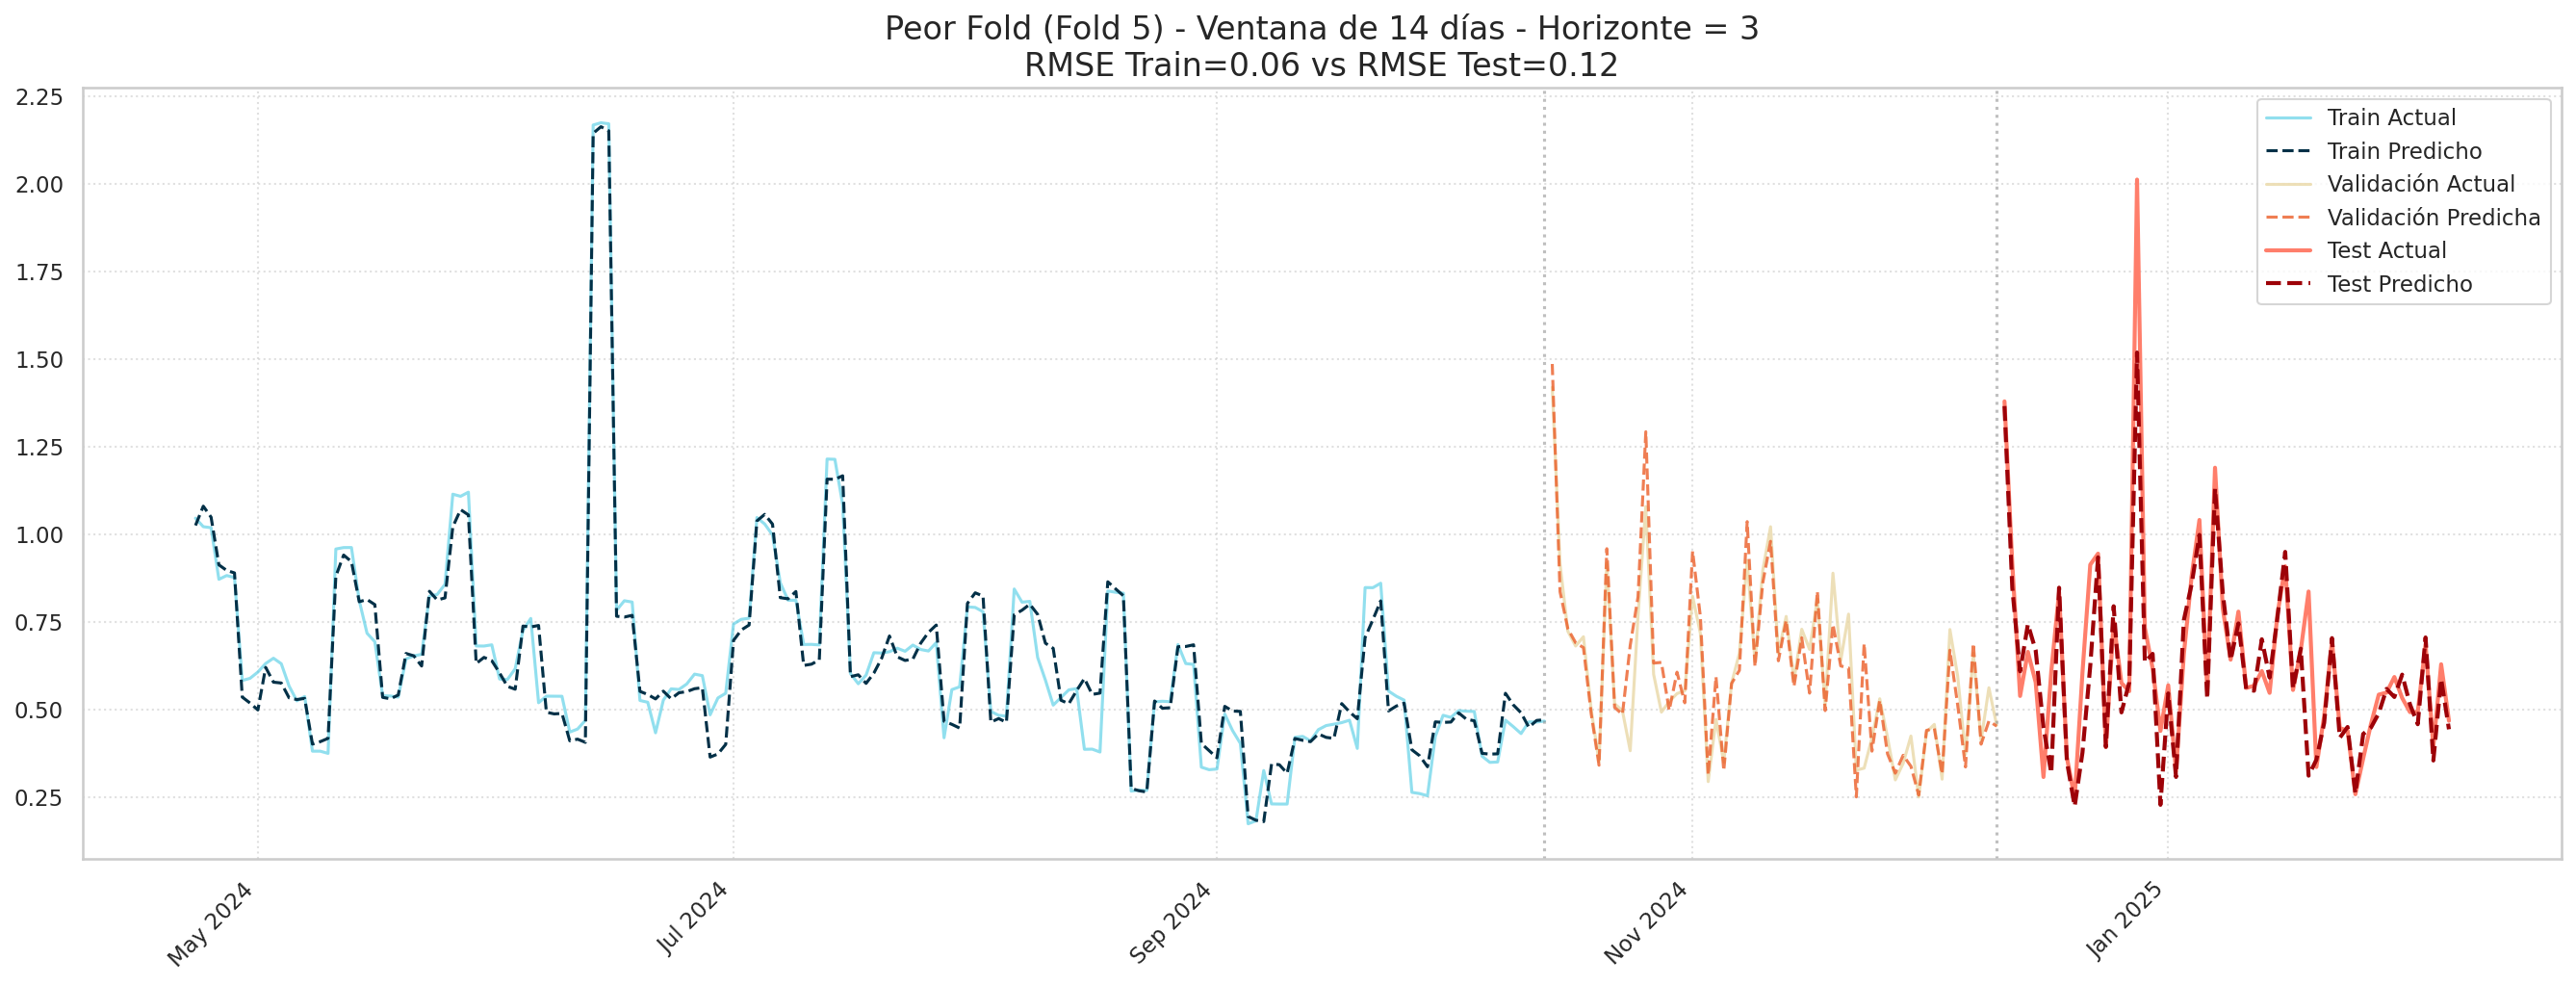 Peor Fold (Fold 5) - Ventana de 14 días - Horizonte = 3
RMSE Train=0.06 vs RMSE Test=0.12
2.25
2.00
1.75
1.50
1.25
1.00
0.75
0.50
0.25
Train Actual
Train Predicho
Validación Actual
Validación Predicha
Test Actual
Test Predicho
May 2024
Jul 2024
Sep 2024
Nov 2024
Jan 2025